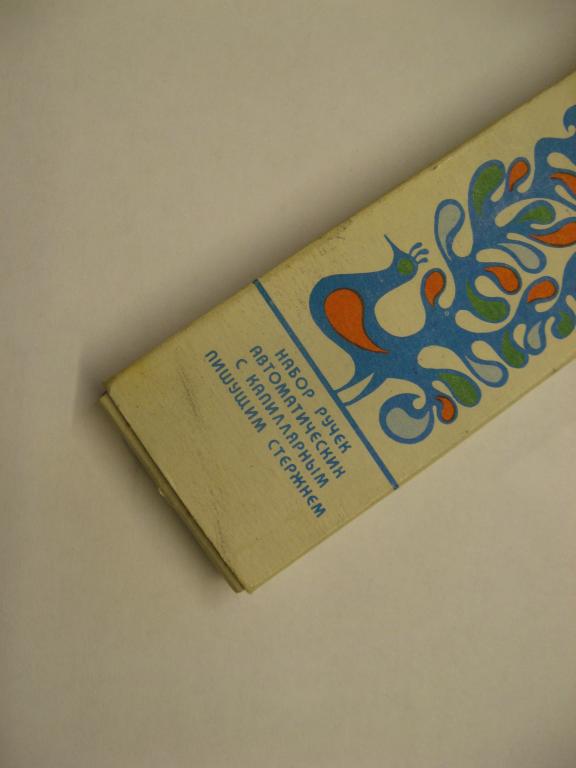 НАБОР РУЧЕК
АВТОМАТИЧЕСКИХ
С КАПИЛЛЯРНЫМ
ПИШУЩИМ СТЕРЖНЕМ